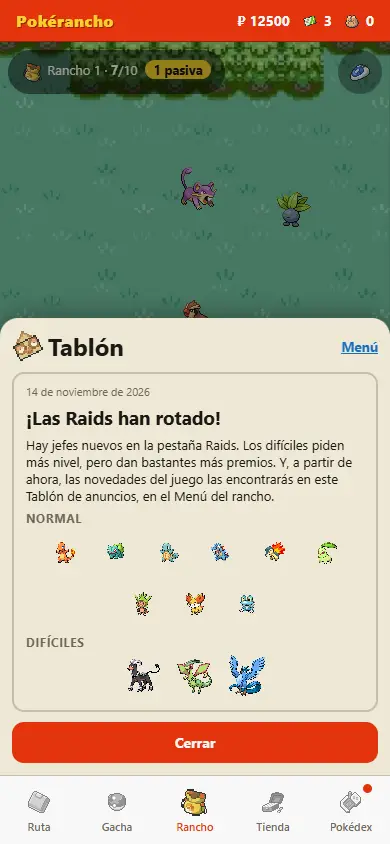 Pokérancho
₽ 12500
3
0
Rancho 1 · 7/10
1 pasiva
Tablón
Menú
14 de noviembre de 2026
¡Las Raids han rotado!
Hay jefes nuevos en la pestaña Raids. Los difíciles piden
más nivel, pero dan bastantes más premios. Y, a partir de
ahora, las novedades del juego las encontrarás en este
Tablón de anuncios, en el Menú del rancho.
NORMAL
DIFÍCILES
Cerrar
Ruta
Gacha
Rancho
Tienda
Pokédex